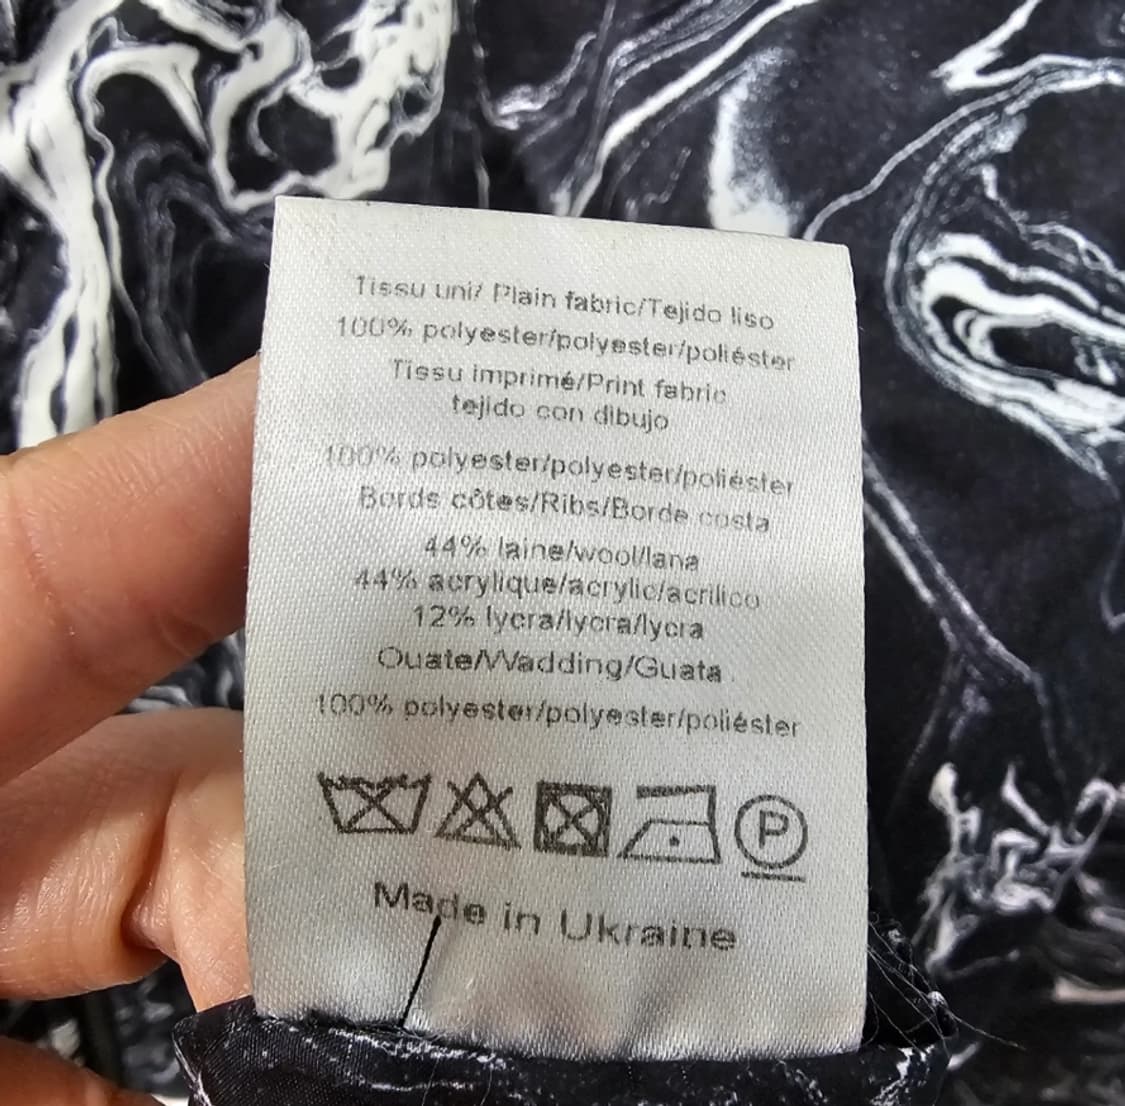 Tissu uni/ Plain fabric/Tejido liso
100% polyester/polyester/poliéster
Tissu imprimé/Print fabric
tejido con dibujo
100% polyester/polyester/poliéster
Bords côtes/Ribs/Borde costa
44% laine/wool/lana
44% acrylique/acrylic/acrilico
12% lycra/lycra/lycra
Ouate/Wadding/Guata
100% polyester/polyester/poliéster
P
Made in Ukraine